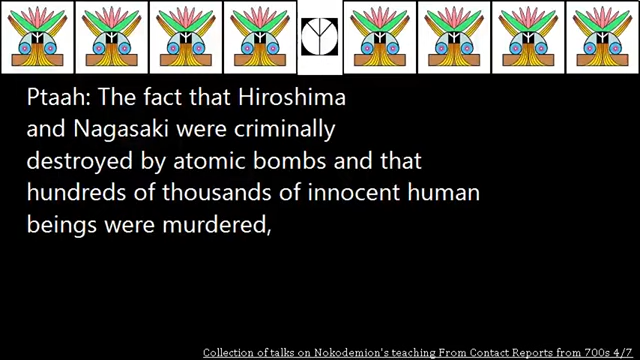 Ptaah: The fact that Hiroshima
and Nagasaki were criminally
destroyed by atomic bombs and that
hundreds of thousands of innocent human
beings were murdered,
Collection of talks on Nokodemion's teaching From Contact Reports from 700s 4/7